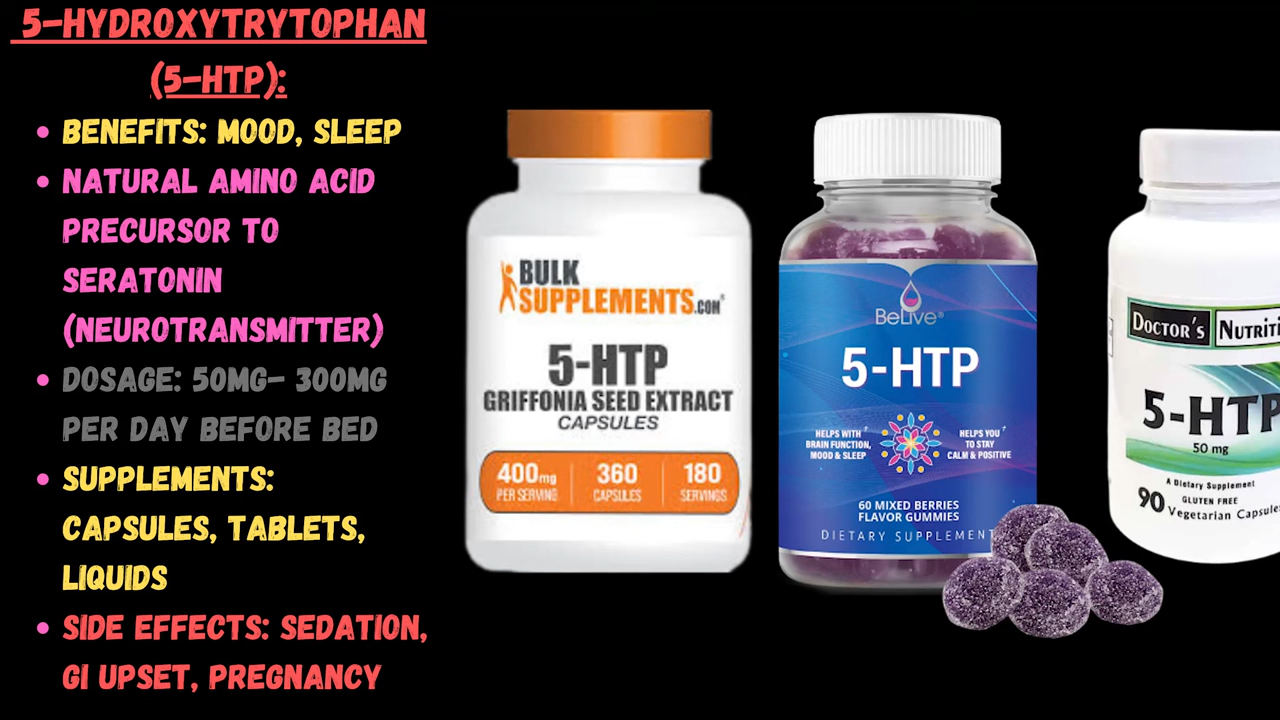 5-HYDROXYTRYTOPHAN
(5-HTP):
• BENEFITS: MOOD, SLEEP
• NATURAL AMINO ACID
PRECURSOR TO
SERATONIN
(NEUROTRANSMITTER)
• DOSAGE: 50MG- 300MG
PER DAY BEFORE BED
• SUPPLEMENTS:
CAPSULES, TABLETS,
LIQUIDS
• SIDE EFFECTS: SEDATION,
GI UPSET, PREGNANCY
BULK
SUPPLEMENTS.COM®
5-HTP
GRIFFONIA SEED EXTRACT
CAPSULES
400mg PER SERVING
360 CAPSULES
180 SERVINGS
BeLive®
5-HTP
HELPS WITH
BRAIN FUNCTION,
MOOD & SLEEP
HELPS YOU
TO STAY
CALM & POSITIVE
60 MIXED BERRIES
FLAVOR GUMMIES
DIETARY SUPPLEMENT
DOCTOR'S NUTRITI
5-HTP
50 mg
A Dietary Supplement
GLUTEN FREE
90 Vegetarian Capsule